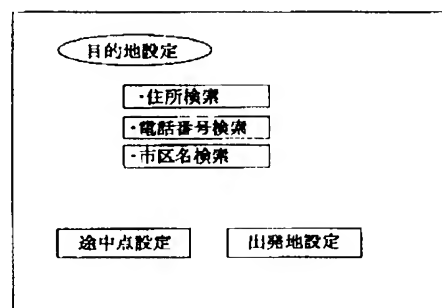 目的地設定
・住所検索
・電話番号検索
・市区名検索
途中点設定
出発地設定